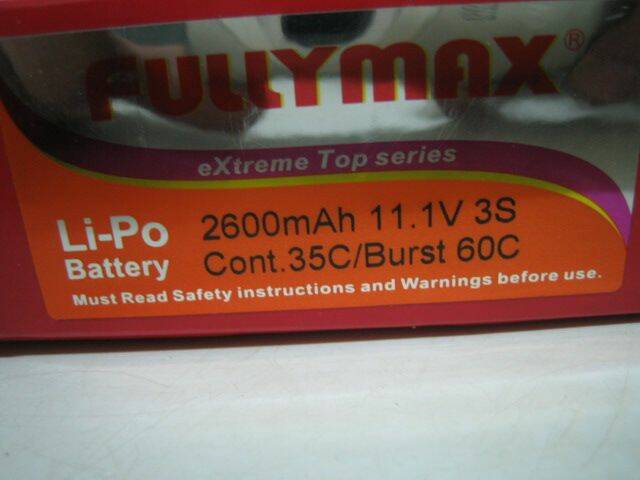 FULLYMAX®
eXtreme Top series
Li-Po Battery
2600mAh 11.1V 3S
Cont.35C/Burst 60C
Must Read Safety instructions and Warnings before use.